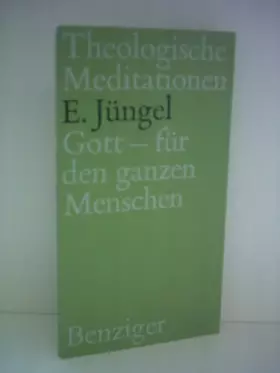 Theologische
Meditationen
E. Jüngel
Gott – für
den ganzen
Menschen
Benziger